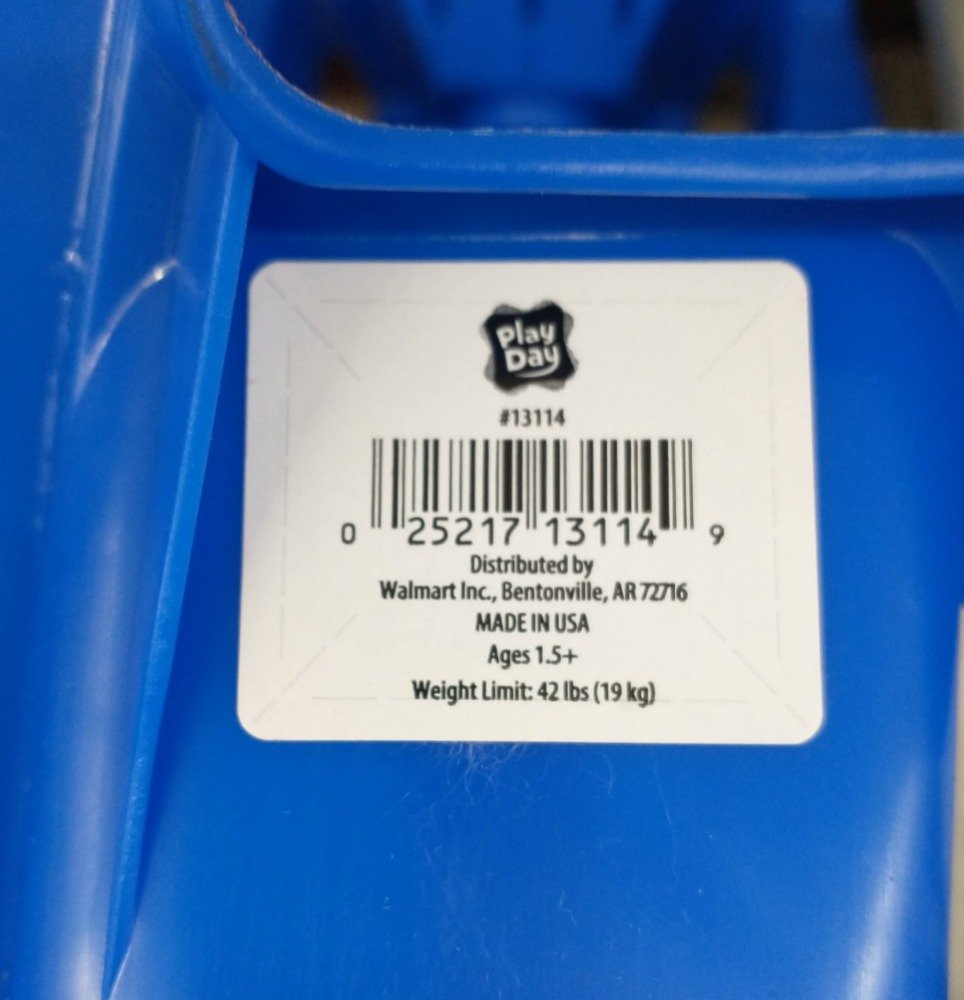 Play
Day
#13114
0 25217 13114 9
Distributed by
Walmart Inc., Bentonville, AR 72716
MADE IN USA
Ages 1.5+
Weight Limit: 42 lbs (19 kg)